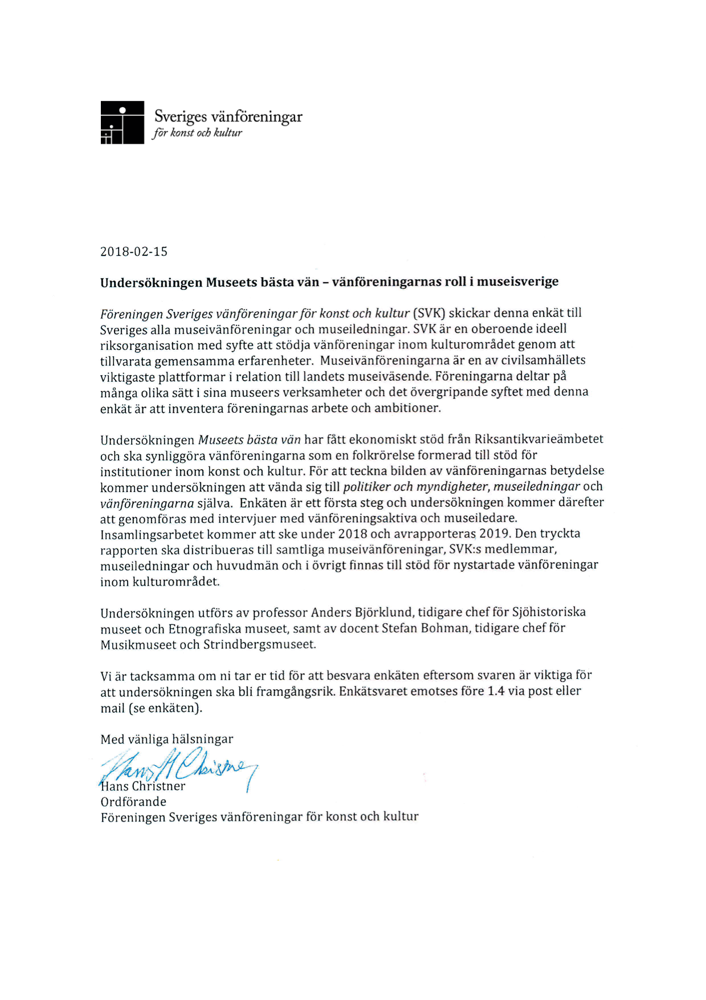 Sveriges vänföreningar
för konst och kultur
2018-02-15
Undersökningen Museets bästa vän – vänföreningarnas roll i museisverige
Föreningen Sveriges vänföreningar för konst och kultur (SVK) skickar denna enkät till
Sveriges alla museivänföreningar och museiledningar. SVK är en oberoende ideell
riksorganisation med syfte att stödja vänföreningar inom kulturområdet genom att
tillvarata gemensamma erfarenheter.  Museivänföreningarna är en av civilsamhällets
viktigaste plattformar i relation till landets museiväsende. Föreningarna deltar på
många olika sätt i sina museers verksamheter och det övergripande syftet med denna
enkät är att inventera föreningarnas arbete och ambitioner.
Undersökningen Museets bästa vän har fått ekonomiskt stöd från Riksantikvarieämbetet
och ska synliggöra vänföreningarna som en folkrörelse formerad till stöd för
institutioner inom konst och kultur. För att teckna bilden av vänföreningarnas betydelse
kommer undersökningen att vända sig till politiker och myndigheter, museiledningar och
vänföreningarna själva.  Enkäten är ett första steg och undersökningen kommer därefter
att genomföras med intervjuer med vänföreningsaktiva och museiledare.
Insamlingsarbetet kommer att ske under 2018 och avrapporteras 2019. Den tryckta
rapporten ska distribueras till samtliga museivänföreningar, SVK:s medlemmar,
museiledningar och huvudmän och i övrigt finnas till stöd för nystartade vänföreningar
inom kulturområdet.
Undersökningen utförs av professor Anders Björklund, tidigare chef för Sjöhistoriska
museet och Etnografiska museet, samt av docent Stefan Bohman, tidigare chef för
Musikmuseet och Strindbergsmuseet.
Vi är tacksamma om ni tar er tid för att besvara enkäten eftersom svaren är viktiga för
att undersökningen ska bli framgångsrik. Enkätsvaret emotses före 1.4 via post eller
mail (se enkäten).
Med vänliga hälsningar
Hans H Christner
Hans Christner
Ordförande
Föreningen Sveriges vänföreningar för konst och kultur